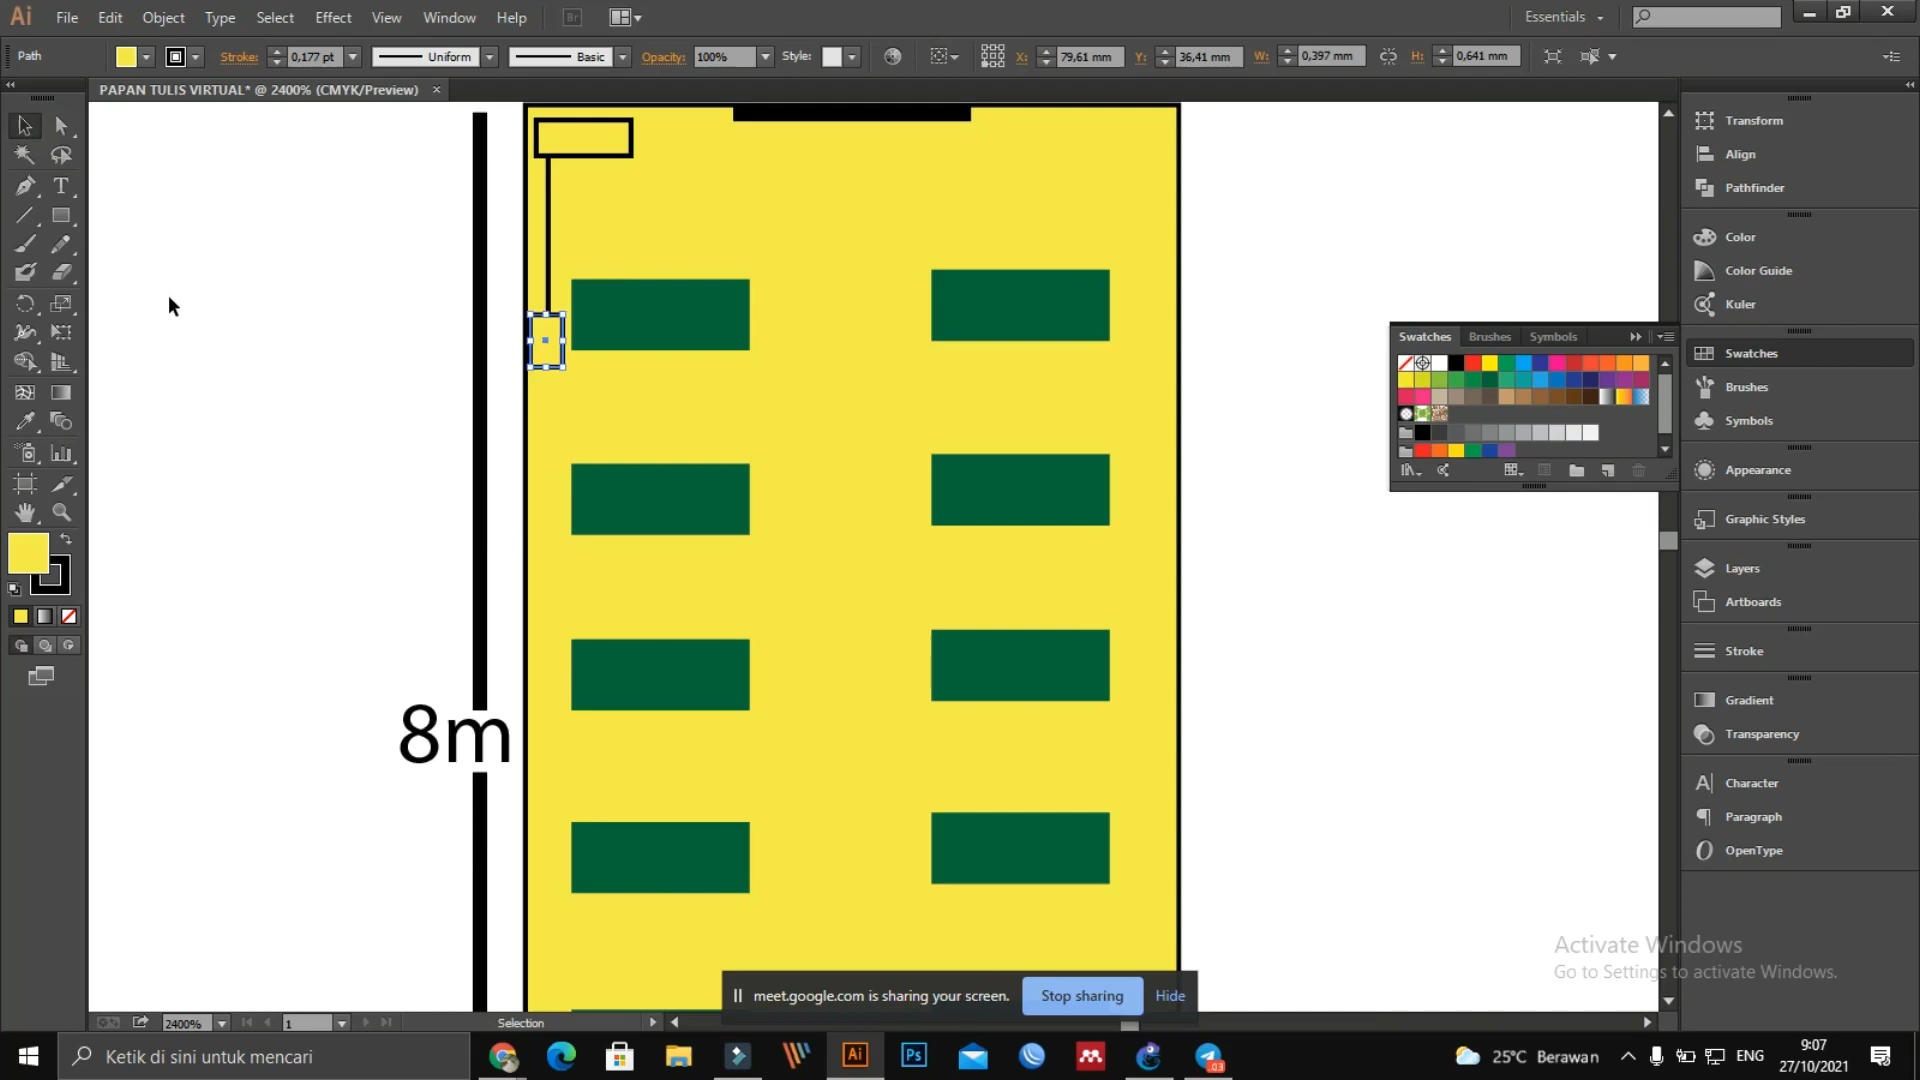 Ai File Edit Object Type Select Effect View Window Help Br Essentials
Path Stroke: 0,177 pt Uniform Basic Opacity: 100% Style: X: 79,61 mm Y: 36,41 mm W: 0,397 mm H: 0,641 mm
PAPAN TULIS VIRTUAL* @ 2400% (CMYK/Preview)
Transform
Align
Pathfinder
Color
Color Guide
Kuler
Swatches Brushes Symbols
Swatches
Brushes
Symbols
Appearance
Graphic Styles
Layers
Artboards
Stroke
Gradient
Transparency
Character
Paragraph
OpenType
8m
Activate Windows
Go to Settings to activate Windows.
meet.google.com is sharing your screen. Stop sharing Hide
2400% 1 Selection
Ketik di sini untuk mencari
Ai Ps 25°C Berawan ENG 9:07
27/10/2021